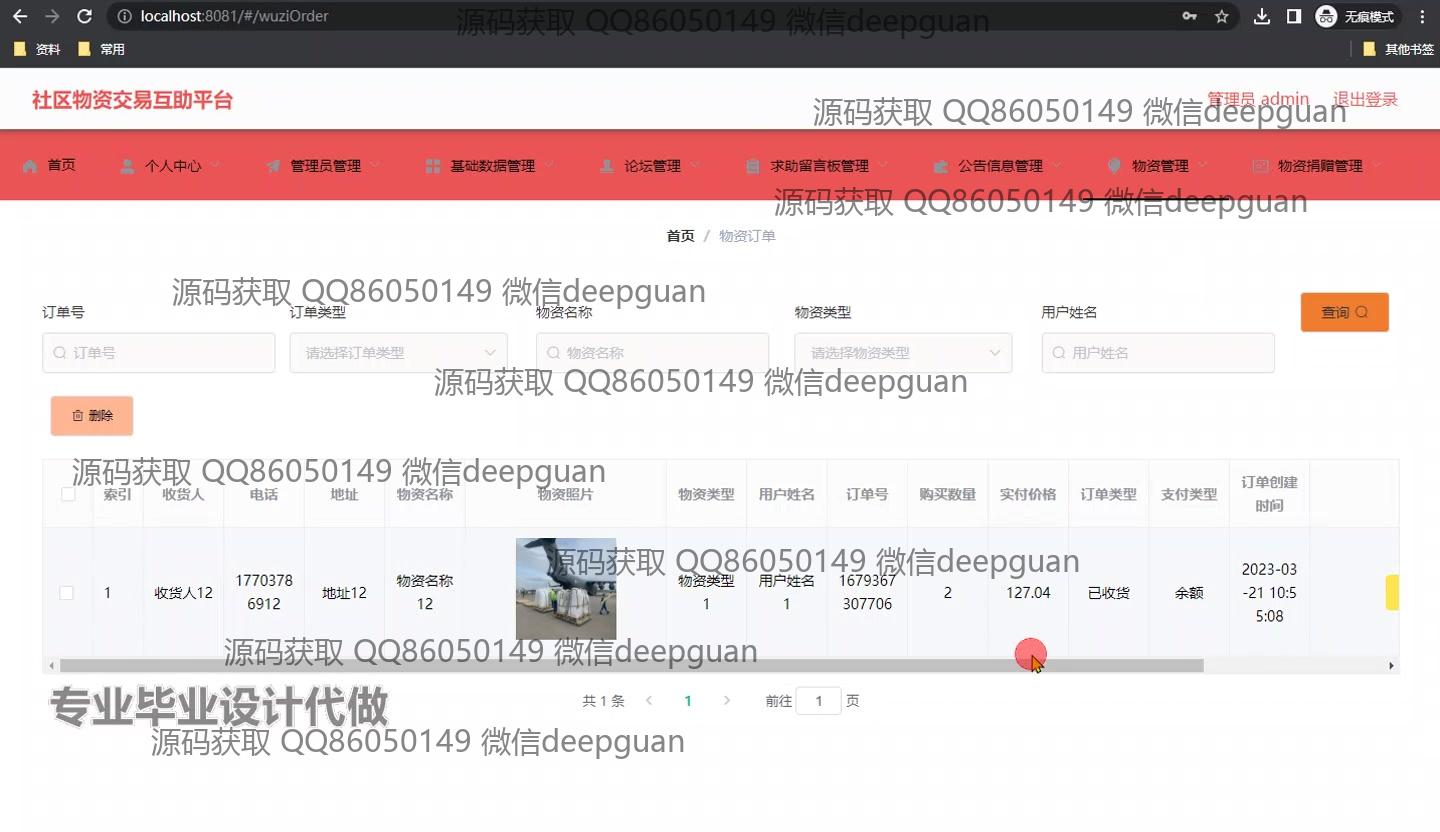 localhost:8081/#/wuziOrder
无痕模式
源码获取 QQ86050149 微信deepguan
资料
常用
其他书签
社区物资交易互助平台
管理员 admin
退出登录
源码获取 QQ86050149 微信deepguan
首页
个人中心
管理员管理
基础数据管理
论坛管理
求助留言板管理
公告信息管理
物资管理
物资捐赠管理
源码获取 QQ86050149 微信deepguan
首页 / 物资订单
源码获取 QQ86050149 微信deepguan
订单号
订单类型
物资名称
物资类型
用户姓名
查询
订单号
请选择订单类型
物资名称
请选择物资类型
用户姓名
源码获取 QQ86050149 微信deepguan
删除
源码获取 QQ86050149 微信deepguan
索引
收货人
电话
地址
物资名称
物资照片
物资类型
用户姓名
订单号
购买数量
实付价格
订单类型
支付类型
订单创建
时间
源码获取 QQ86050149 微信deepguan
1
收货人12
1770378
6912
地址12
物资名称
12
物资类型
1
用户姓名
1
1679367
307706
2
127.04
已收货
余额
2023-03
-21 10:5
5:08
源码获取 QQ86050149 微信deepguan
共 1 条
1
前往 1 页
专业毕业设计代做
源码获取 QQ86050149 微信deepguan